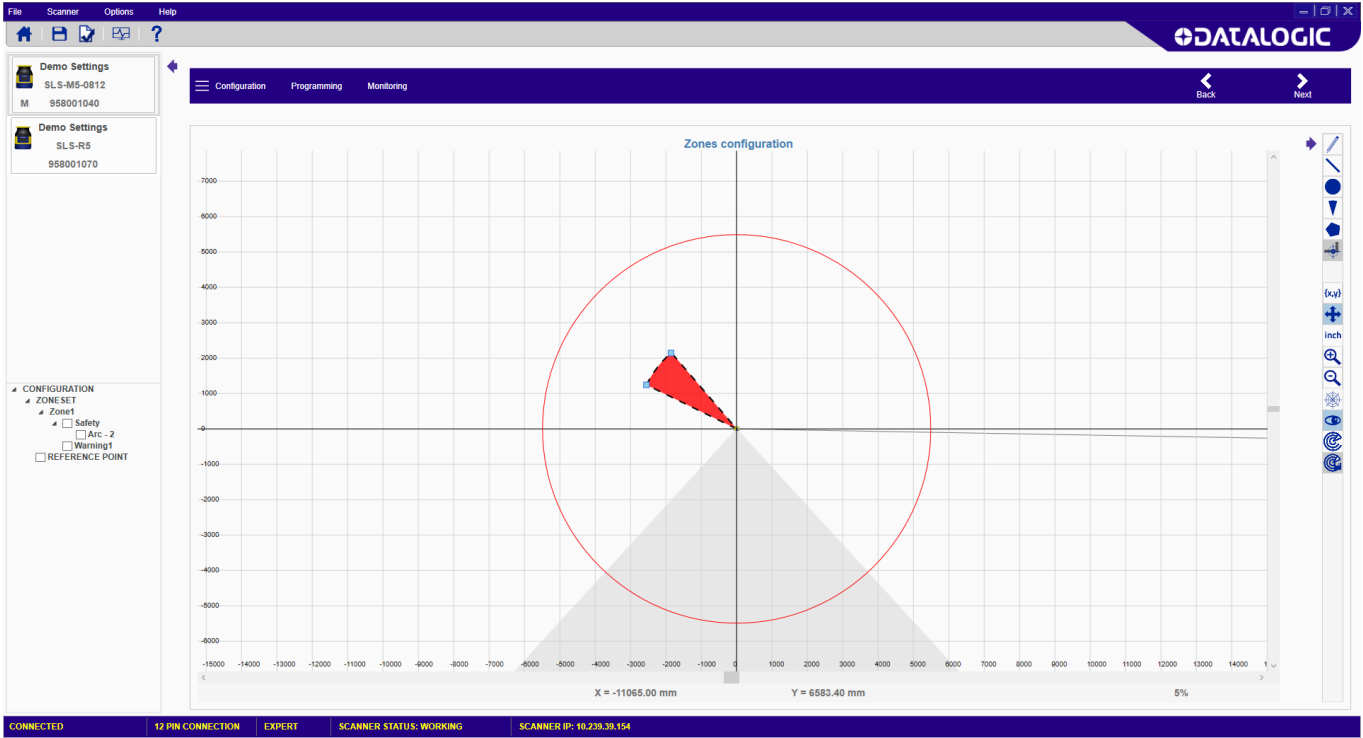 File Scanner Options Help
DATALOGIC
Demo Settings
SLS-M5-0812
M 958001040
Demo Settings
SLS-R5
958001070
Configuration Programming Monitoring
Back Next
Zones configuration
7000
6000
5000
4000
3000
2000
1000
0
-1000
-2000
-3000
-4000
-5000
-6000
-15000 -14000 -13000 -12000 -11000 -10000 -9000 -8000 -7000 -6000 -5000 -4000 -3000 -2000 -1000 0 1000 2000 3000 4000 5000 6000 7000 8000 9000 10000 11000 12000 13000 14000 1
X = -11065.00 mm Y = 6583.40 mm 5%
{x,y}
inch
CONFIGURATION
ZONESET
Zone1
Safety
Arc - 2
Warning1
REFERENCE POINT
CONNECTED 12 PIN CONNECTION EXPERT SCANNER STATUS: WORKING SCANNER IP: 10.239.39.154